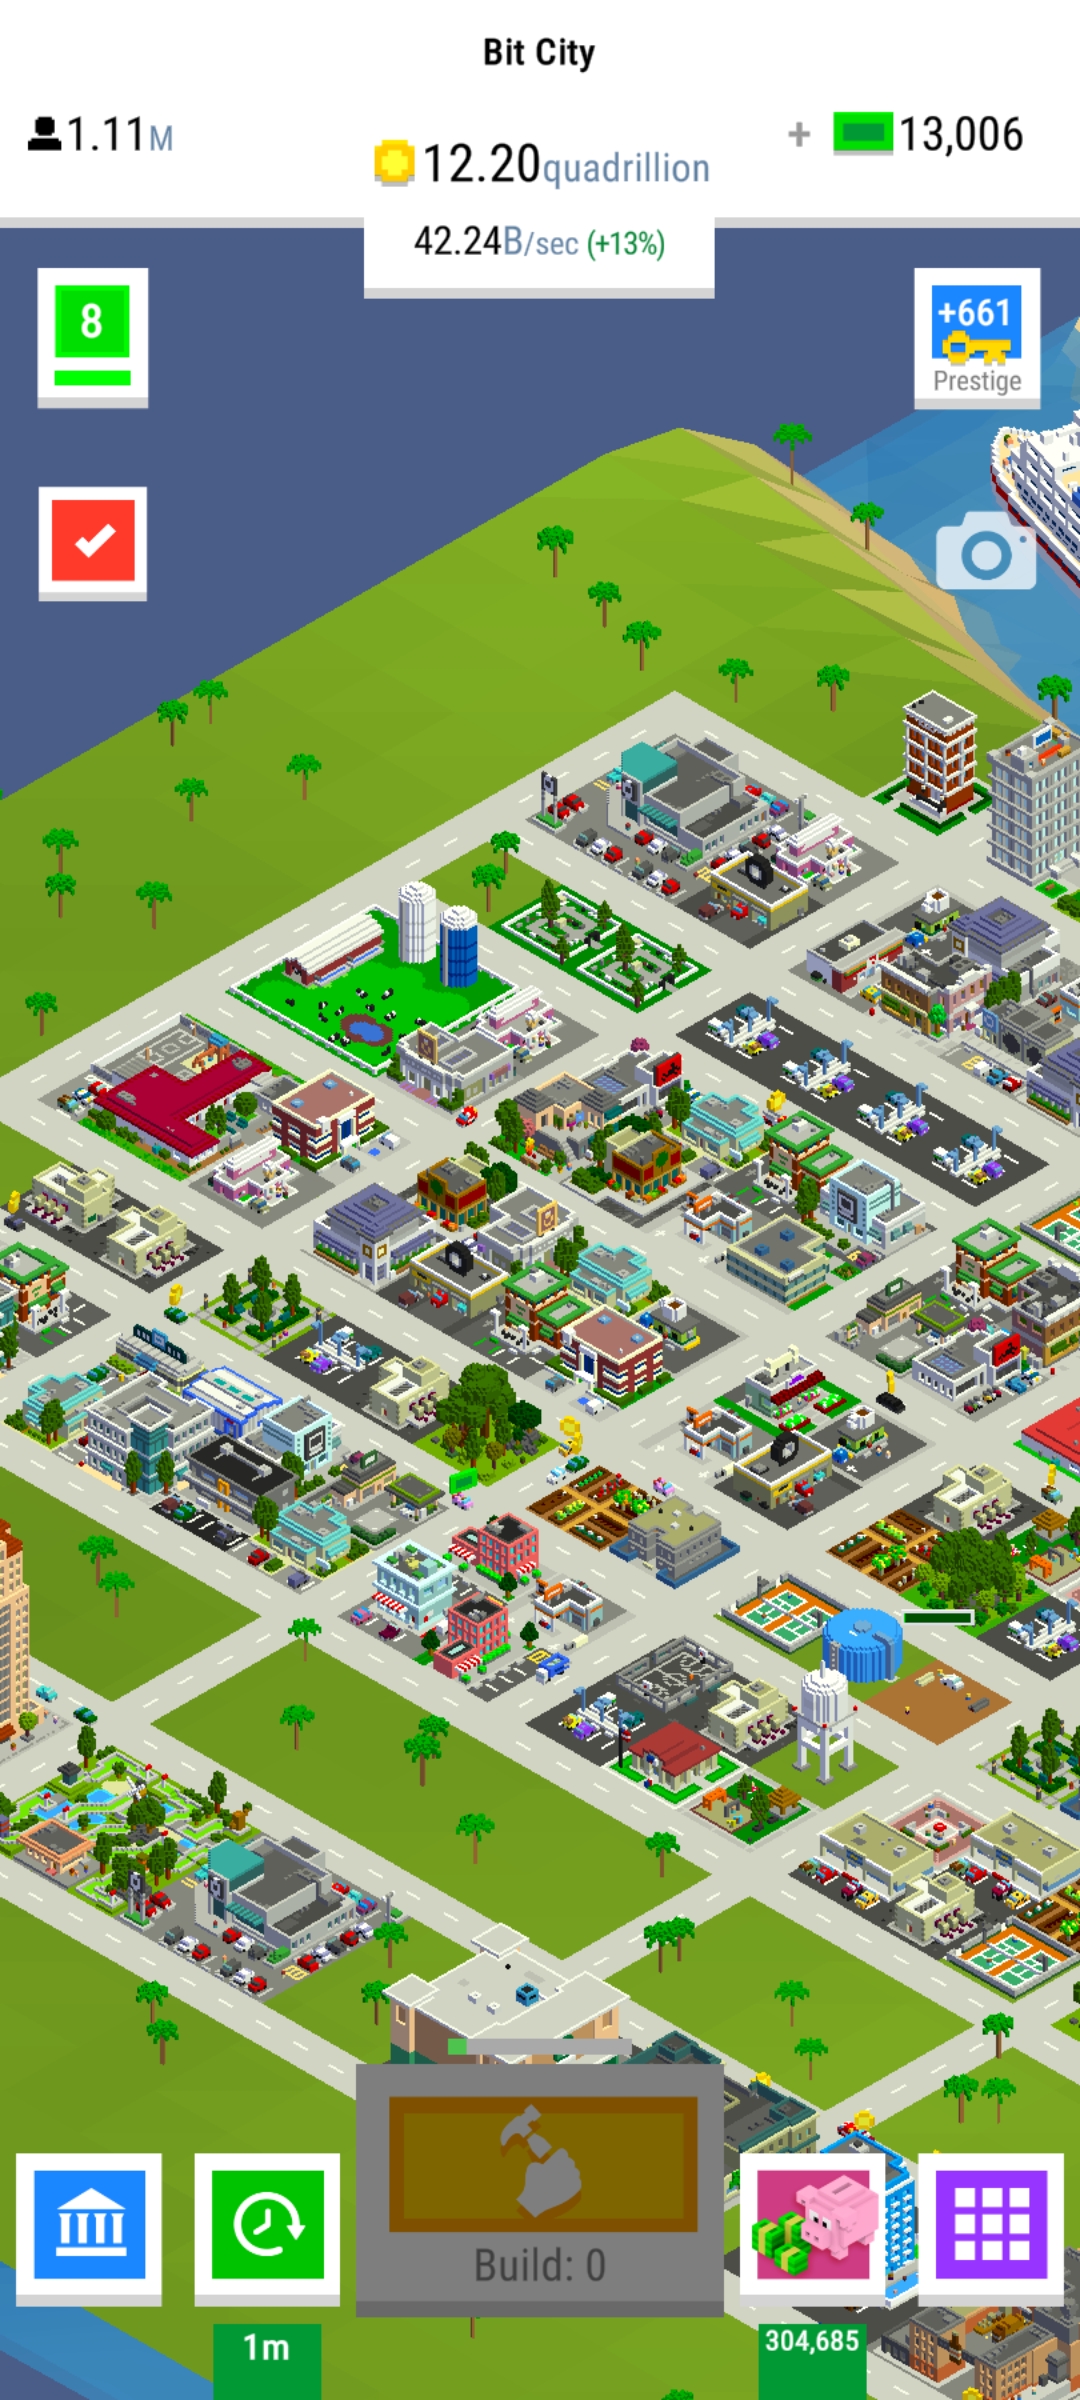 Bit City
1.11M
12.20quadrillion
+ 13,006
42.24B/sec (+13%)
8
+661
Prestige
Build: 0
1m
304,685